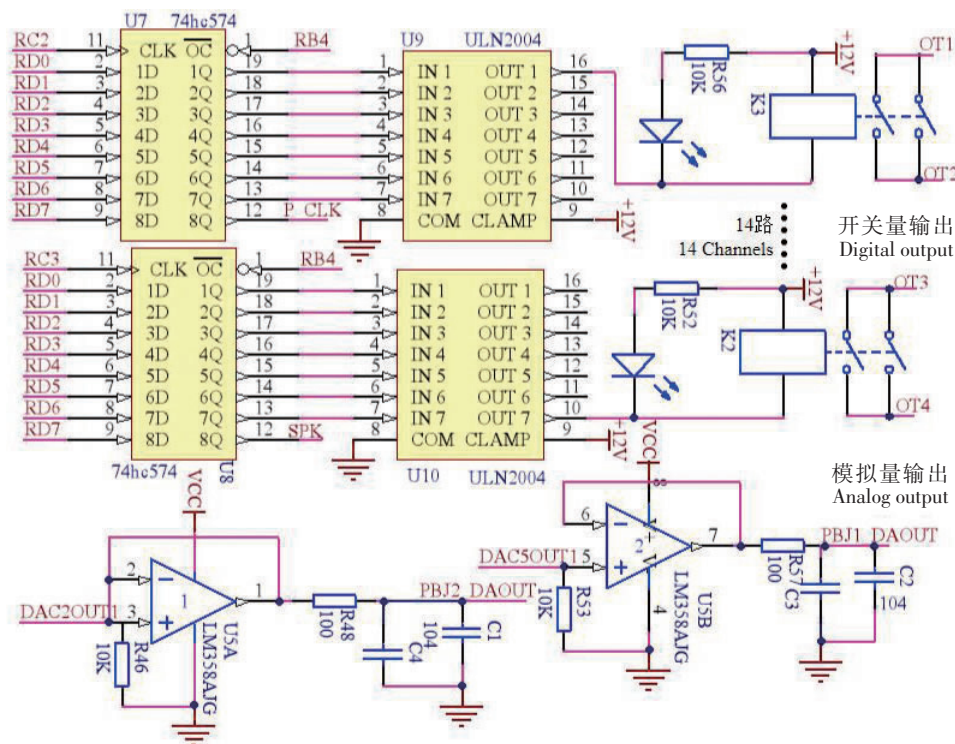 U7 74hc574
RC2 11 CLK OC 1 RB4
RD0 2 1D 1Q 19
RD1 3 2D 2Q 18
RD2 4 3D 3Q 17
RD3 5 4D 4Q 16
RD4 6 5D 5Q 15
RD5 7 6D 6Q 14
RD6 8 7D 7Q 13
RD7 9 8D 8Q 12 P_CLK
U9 ULN2004
1 IN 1 OUT 1 16
2 IN 2 OUT 2 15
3 IN 3 OUT 3 14
4 IN 4 OUT 4 13
5 IN 5 OUT 5 12
6 IN 6 OUT 6 11
7 IN 7 OUT 7 10
8 COM CLAMP 9
+12V
R56
10K
+12V
K3
OT1
OT2
14路
14 Channels
开关量输出
Digital output
RC3 11 CLK OC 1 RB4
RD0 2 1D 1Q 19
RD1 3 2D 2Q 18
RD2 4 3D 3Q 17
RD3 5 4D 4Q 16
RD4 6 5D 5Q 15
RD5 7 6D 6Q 14
RD6 8 7D 7Q 13
RD7 9 8D 8Q 12 SPK
74hc574 U8
1 IN 1 OUT 1 16
2 IN 2 OUT 2 15
3 IN 3 OUT 3 14
4 IN 4 OUT 4 13
5 IN 5 OUT 5 12
6 IN 6 OUT 6 11
7 IN 7 OUT 7 10
8 COM CLAMP 9
U10 ULN2004
+12V
R52
10K
+12V
K2
OT3
OT4
模拟量输出
Analog output
VCC
2
3
1
1
DAC2OUT1
R46
10K
U5A
LM358AJG
R48
100
PBJ2_DAOUT
C4
104
C1
VCC
8
6
5
2
7
4
DAC5OUT1
R53
10K
U5B
LM358AJG
R57
100
PBJ1_DAOUT
C3
C2
104